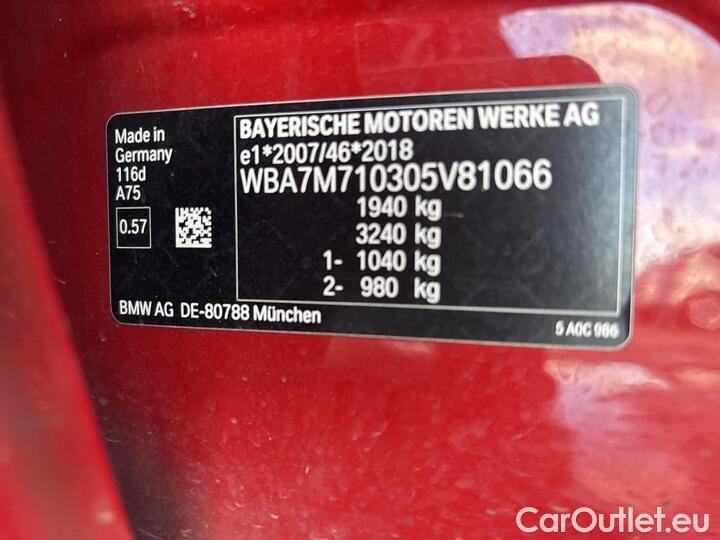 Made in
Germany
116d
A75
0.57
BAYERISCHE MOTOREN WERKE AG
e1*2007/46*2018
WBA7M710305V81066
1940 kg
3240 kg
1- 1040 kg
2- 980 kg
BMW AG DE-80788 München
5 A0C 986
CarOutlet.eu